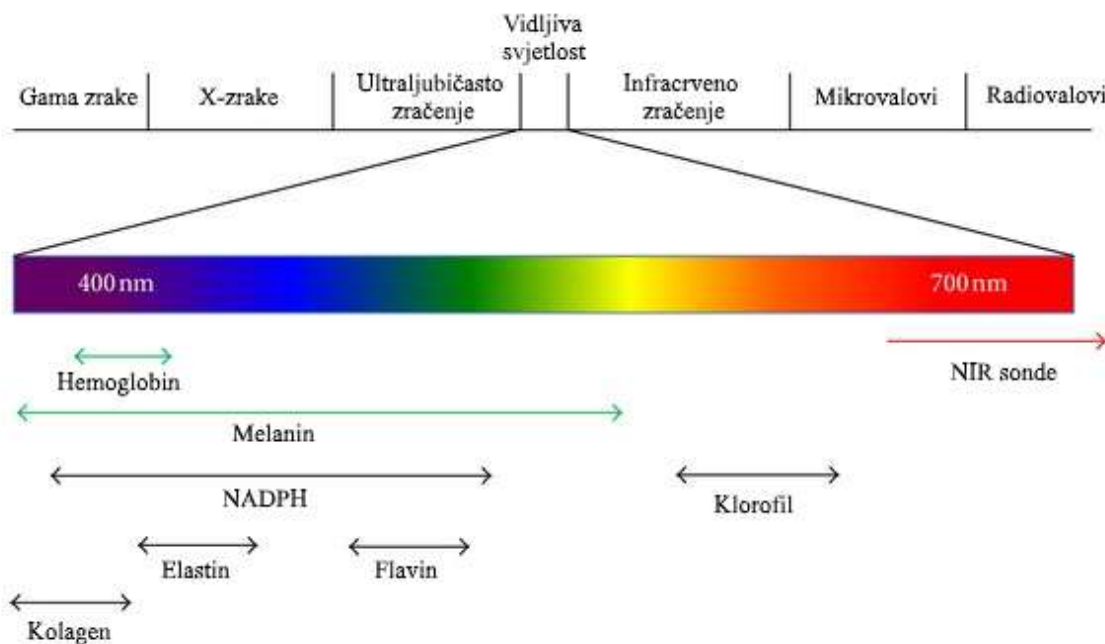 Vidljiva
svjetlost
Gama zrake
X-zrake
Ultraljubičasto
zračenje
Infracrveno
zračenje
Mikrovalovi
Radiovalovi
400 nm
700 nm
Hemoglobin
NIR sonde
Melanin
NADPH
Klorofil
Elastin
Flavin
Kolagen